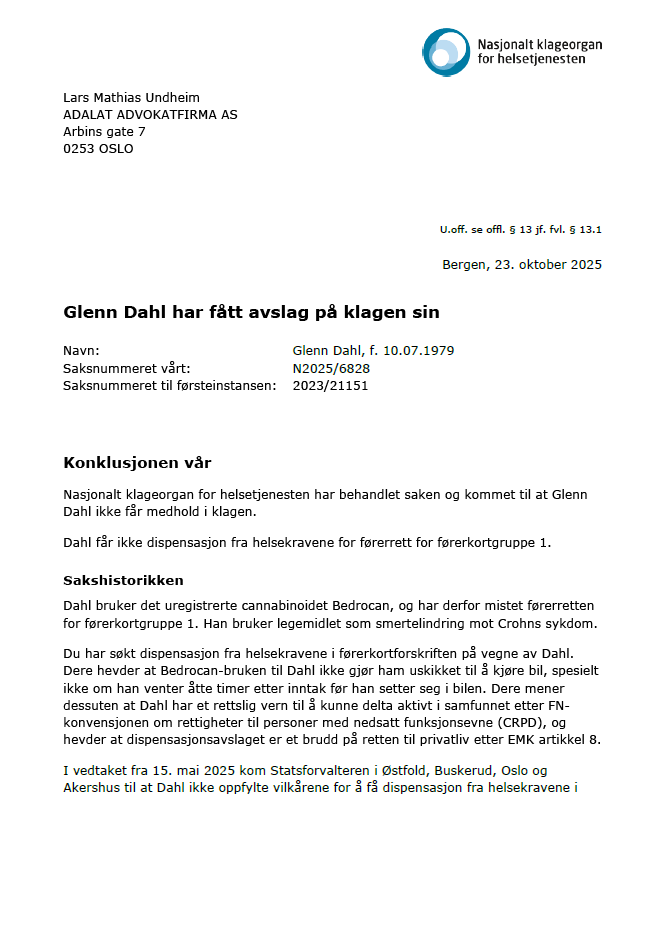 Nasjonalt klageorgan
for helsetjenesten
Lars Mathias Undheim
ADALAT ADVOKATFIRMA AS
Arbins gate 7
0253 OSLO
U.off. se offl. § 13 jf. fvl. § 13.1
Bergen, 23. oktober 2025
Glenn Dahl har fått avslag på klagen sin
Navn: Glenn Dahl, f. 10.07.1979
Saksnummeret vårt: N2025/6828
Saksnummeret til førsteinstansen: 2023/21151
Konklusjonen vår
Nasjonalt klageorgan for helsetjenesten har behandlet saken og kommet til at Glenn
Dahl ikke får medhold i klagen.
Dahl får ikke dispensasjon fra helsekravene for førerrett for førerkortgruppe 1.
Sakshistorikken
Dahl bruker det uregistrerte cannabinoidet Bedrocan, og har derfor mistet førerretten
for førerkortgruppe 1. Han bruker legemidlet som smertelindring mot Crohns sykdom.
Du har søkt dispensasjon fra helsekravene i førerkortforskriften på vegne av Dahl.
Dere hevder at Bedrocan-bruken til Dahl ikke gjør ham uskikket til å kjøre bil, spesielt
ikke om han venter åtte timer etter inntak før han setter seg i bilen. Dere mener
dessuten at Dahl har et rettslig vern til å kunne delta aktivt i samfunnet etter FN-
konvensjonen om rettigheter til personer med nedsatt funksjonsevne (CRPD), og
hevder at dispensasjonsavslaget er et brudd på retten til privatliv etter EMK artikkel 8.
I vedtaket fra 15. mai 2025 kom Statsforvalteren i Østfold, Buskerud, Oslo og
Akershus til at Dahl ikke oppfylte vilkårene for å få dispensasjon fra helsekravene i